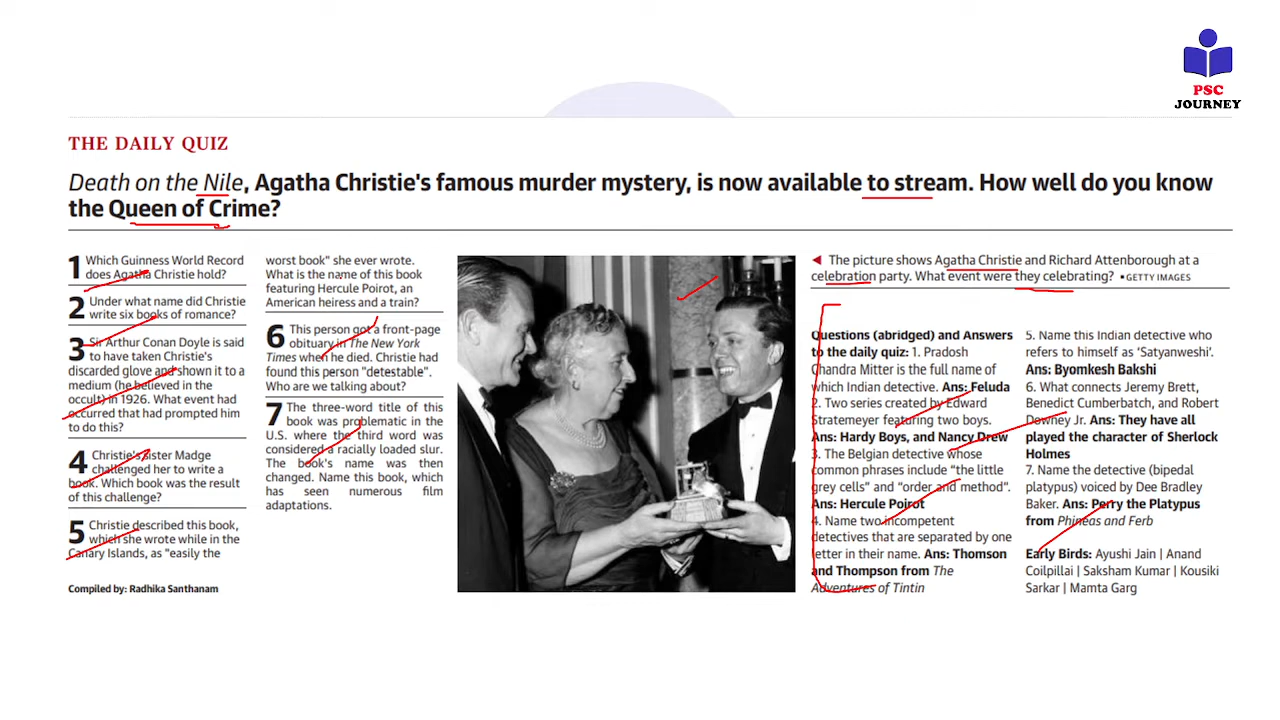 PSC
JOURNEY
THE DAILY QUIZ
Death on the Nile, Agatha Christie's famous murder mystery, is now available to stream. How well do you know
the Queen of Crime?
1 Which Guinness World Record
does Agatha Christie hold?
2 Under what name did Christie
write six books of romance?
3 Sir Arthur Conan Doyle is said
to have taken Christie's
discarded glove and shown it to a
medium (he believed in the
occult) in 1926. What event had
occurred that had prompted him
to do this?
4 Christie's sister Madge
challenged her to write a
book. Which book was the result
of this challenge?
5 Christie described this book,
which she wrote while in the
Canary Islands, as "easily the
worst book" she ever wrote.
What is the name of this book
featuring Hercule Poirot, an
American heiress and a train?
6 This person got a front-page
obituary in The New York
Times when he died. Christie had
found this person "detestable".
Who are we talking about?
7 The three-word title of this
book was problematic in the
U.S. where the third word was
considered a racially loaded slur.
The book's name was then
changed. Name this book, which
has seen numerous film
adaptations.
Compiled by: Radhika Santhanam
◄ The picture shows Agatha Christie and Richard Attenborough at a
celebration party. What event were they celebrating? • GETTY IMAGES
Questions (abridged) and Answers
to the daily quiz: 1. Pradosh
Chandra Mitter is the full name of
which Indian detective. Ans: Feluda
2. Two series created by Edward
Stratemeyer featuring two boys.
Ans: Hardy Boys, and Nancy Drew
3. The Belgian detective whose
common phrases include “the little
grey cells” and “order and method”.
Ans: Hercule Poirot
4. Name two incompetent
detectives that are separated by one
letter in their name. Ans: Thomson
and Thompson from The
Adventures of Tintin
5. Name this Indian detective who
refers to himself as ‘Satyanweshi’.
Ans: Byomkesh Bakshi
6. What connects Jeremy Brett,
Benedict Cumberbatch, and Robert
Downey Jr. Ans: They have all
played the character of Sherlock
Holmes
7. Name the detective (bipedal
platypus) voiced by Dee Bradley
Baker. Ans: Perry the Platypus
from Phineas and Ferb
Early Birds: Ayushi Jain | Anand
Coilpillai | Saksham Kumar | Kousiki
Sarkar | Mamta Garg